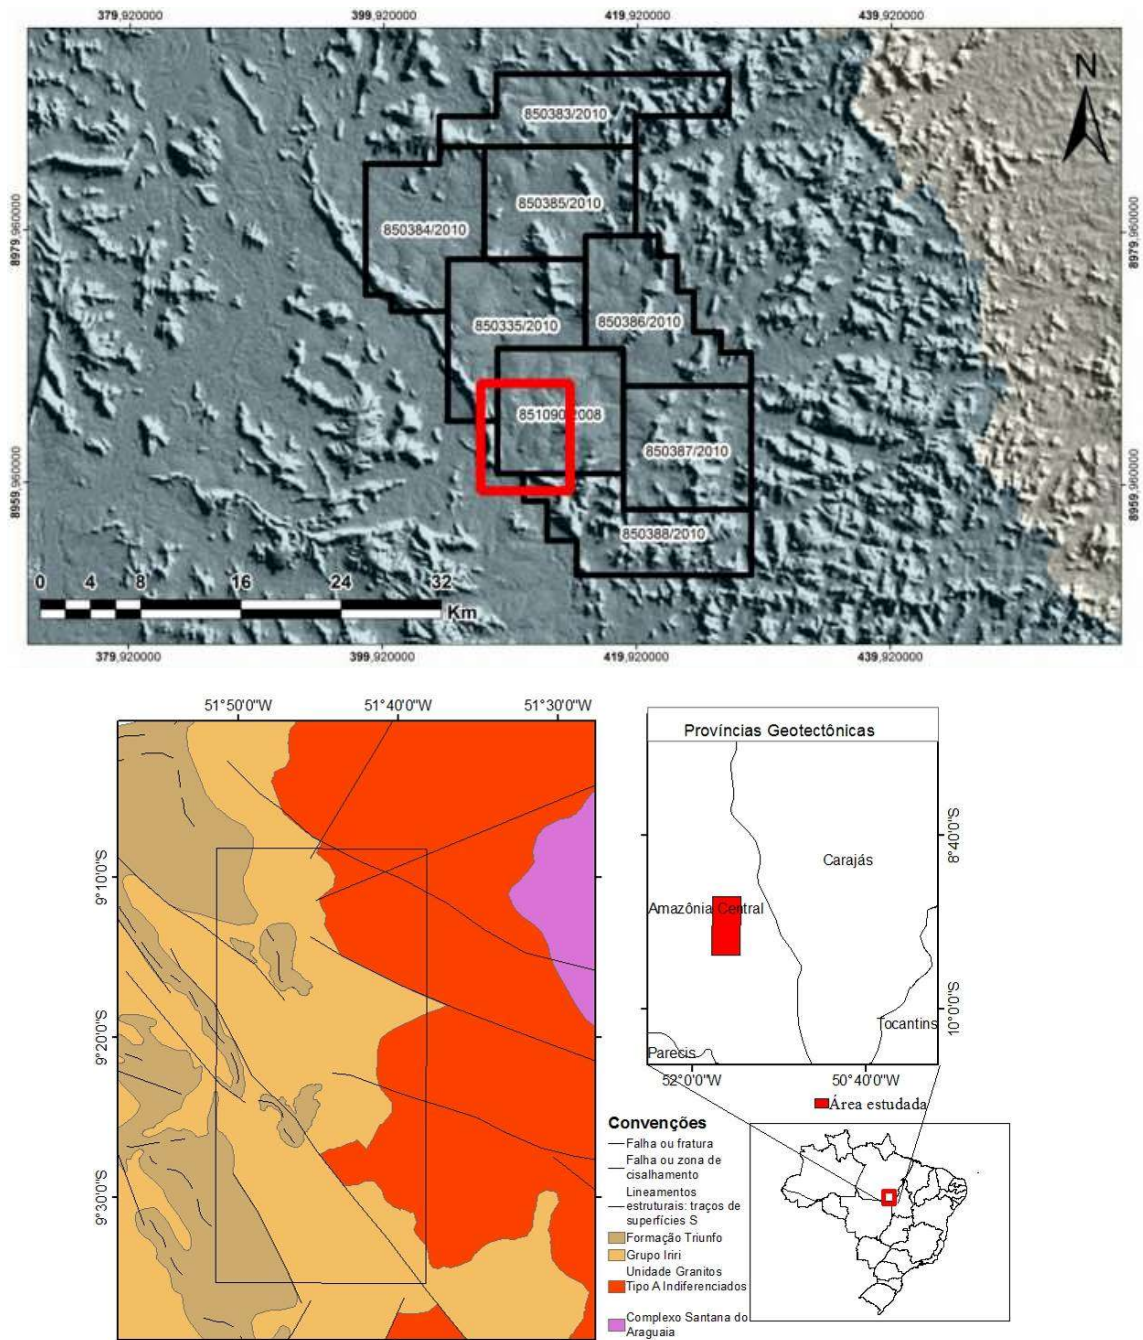 379,920000 399,920000 419,920000 439,920000
N
850383/2010
850385/2010
850384/2010
8979,960000 8979,960000
850335/2010 850386/2010
851090/2008
850387/2010
8959,960000 8959,960000
850388/2010
0 4 8 16 24 32
Km
379,920000 399,920000 419,920000 439,920000
51°50'0"W 51°40'0"W 51°30'0"W
9°10'0"S
9°20'0"S
9°30'0"S
Províncias Geotectônicas
8°40'0"S
Carajás
Amazônia Central
10°0'0"S
Tocantins
Parecis
52°0'0"W 50°40'0"W
Área estudada
Convenções
Falha ou fratura
Falha ou zona de
cisalhamento
Lineamentos
estruturais: traços de
superfícies S
Formação Triunfo
Grupo Iriri
Unidade Granitos
Tipo A Indiferenciados
Complexo Santana do
Araguaia